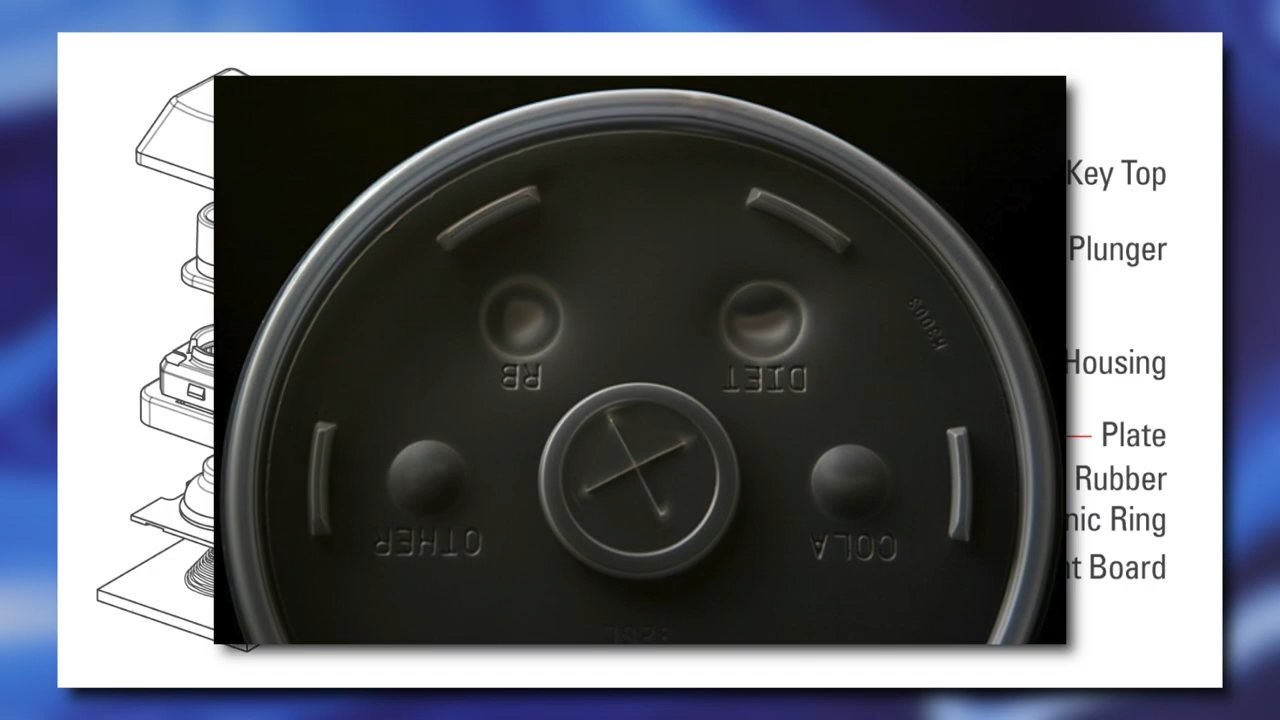 Key Top
Plunger
Housing
Plate
Rubber
nic Ring
t Board
RB
DIET
OTHER
COLA